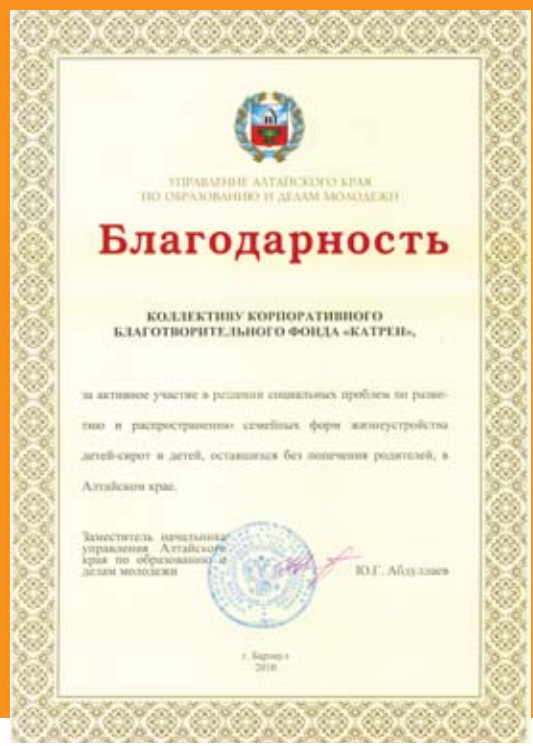 УПРАВЛЕНИЕ АЛТАЙСКОГО КРАЯ
ПО ОБРАЗОВАНИЮ И ДЕЛАМ МОЛОДЕЖИ
Благодарность
КОЛЛЕКТИВУ КОРПОРАТИВНОГО
БЛАГОТВОРИТЕЛЬНОГО ФОНДА «КАТРЕН»,
за активное участие в решении социальных проблем по разви-
тию и распространению семейных форм жизнеустройства
детей-сирот и детей, оставшихся без попечения родителей, в
Алтайском крае.
Заместитель начальника
управления Алтайского
края по образованию и
делам молодежи
Ю.Г. Абдуллаев
г. Барнаул
2010